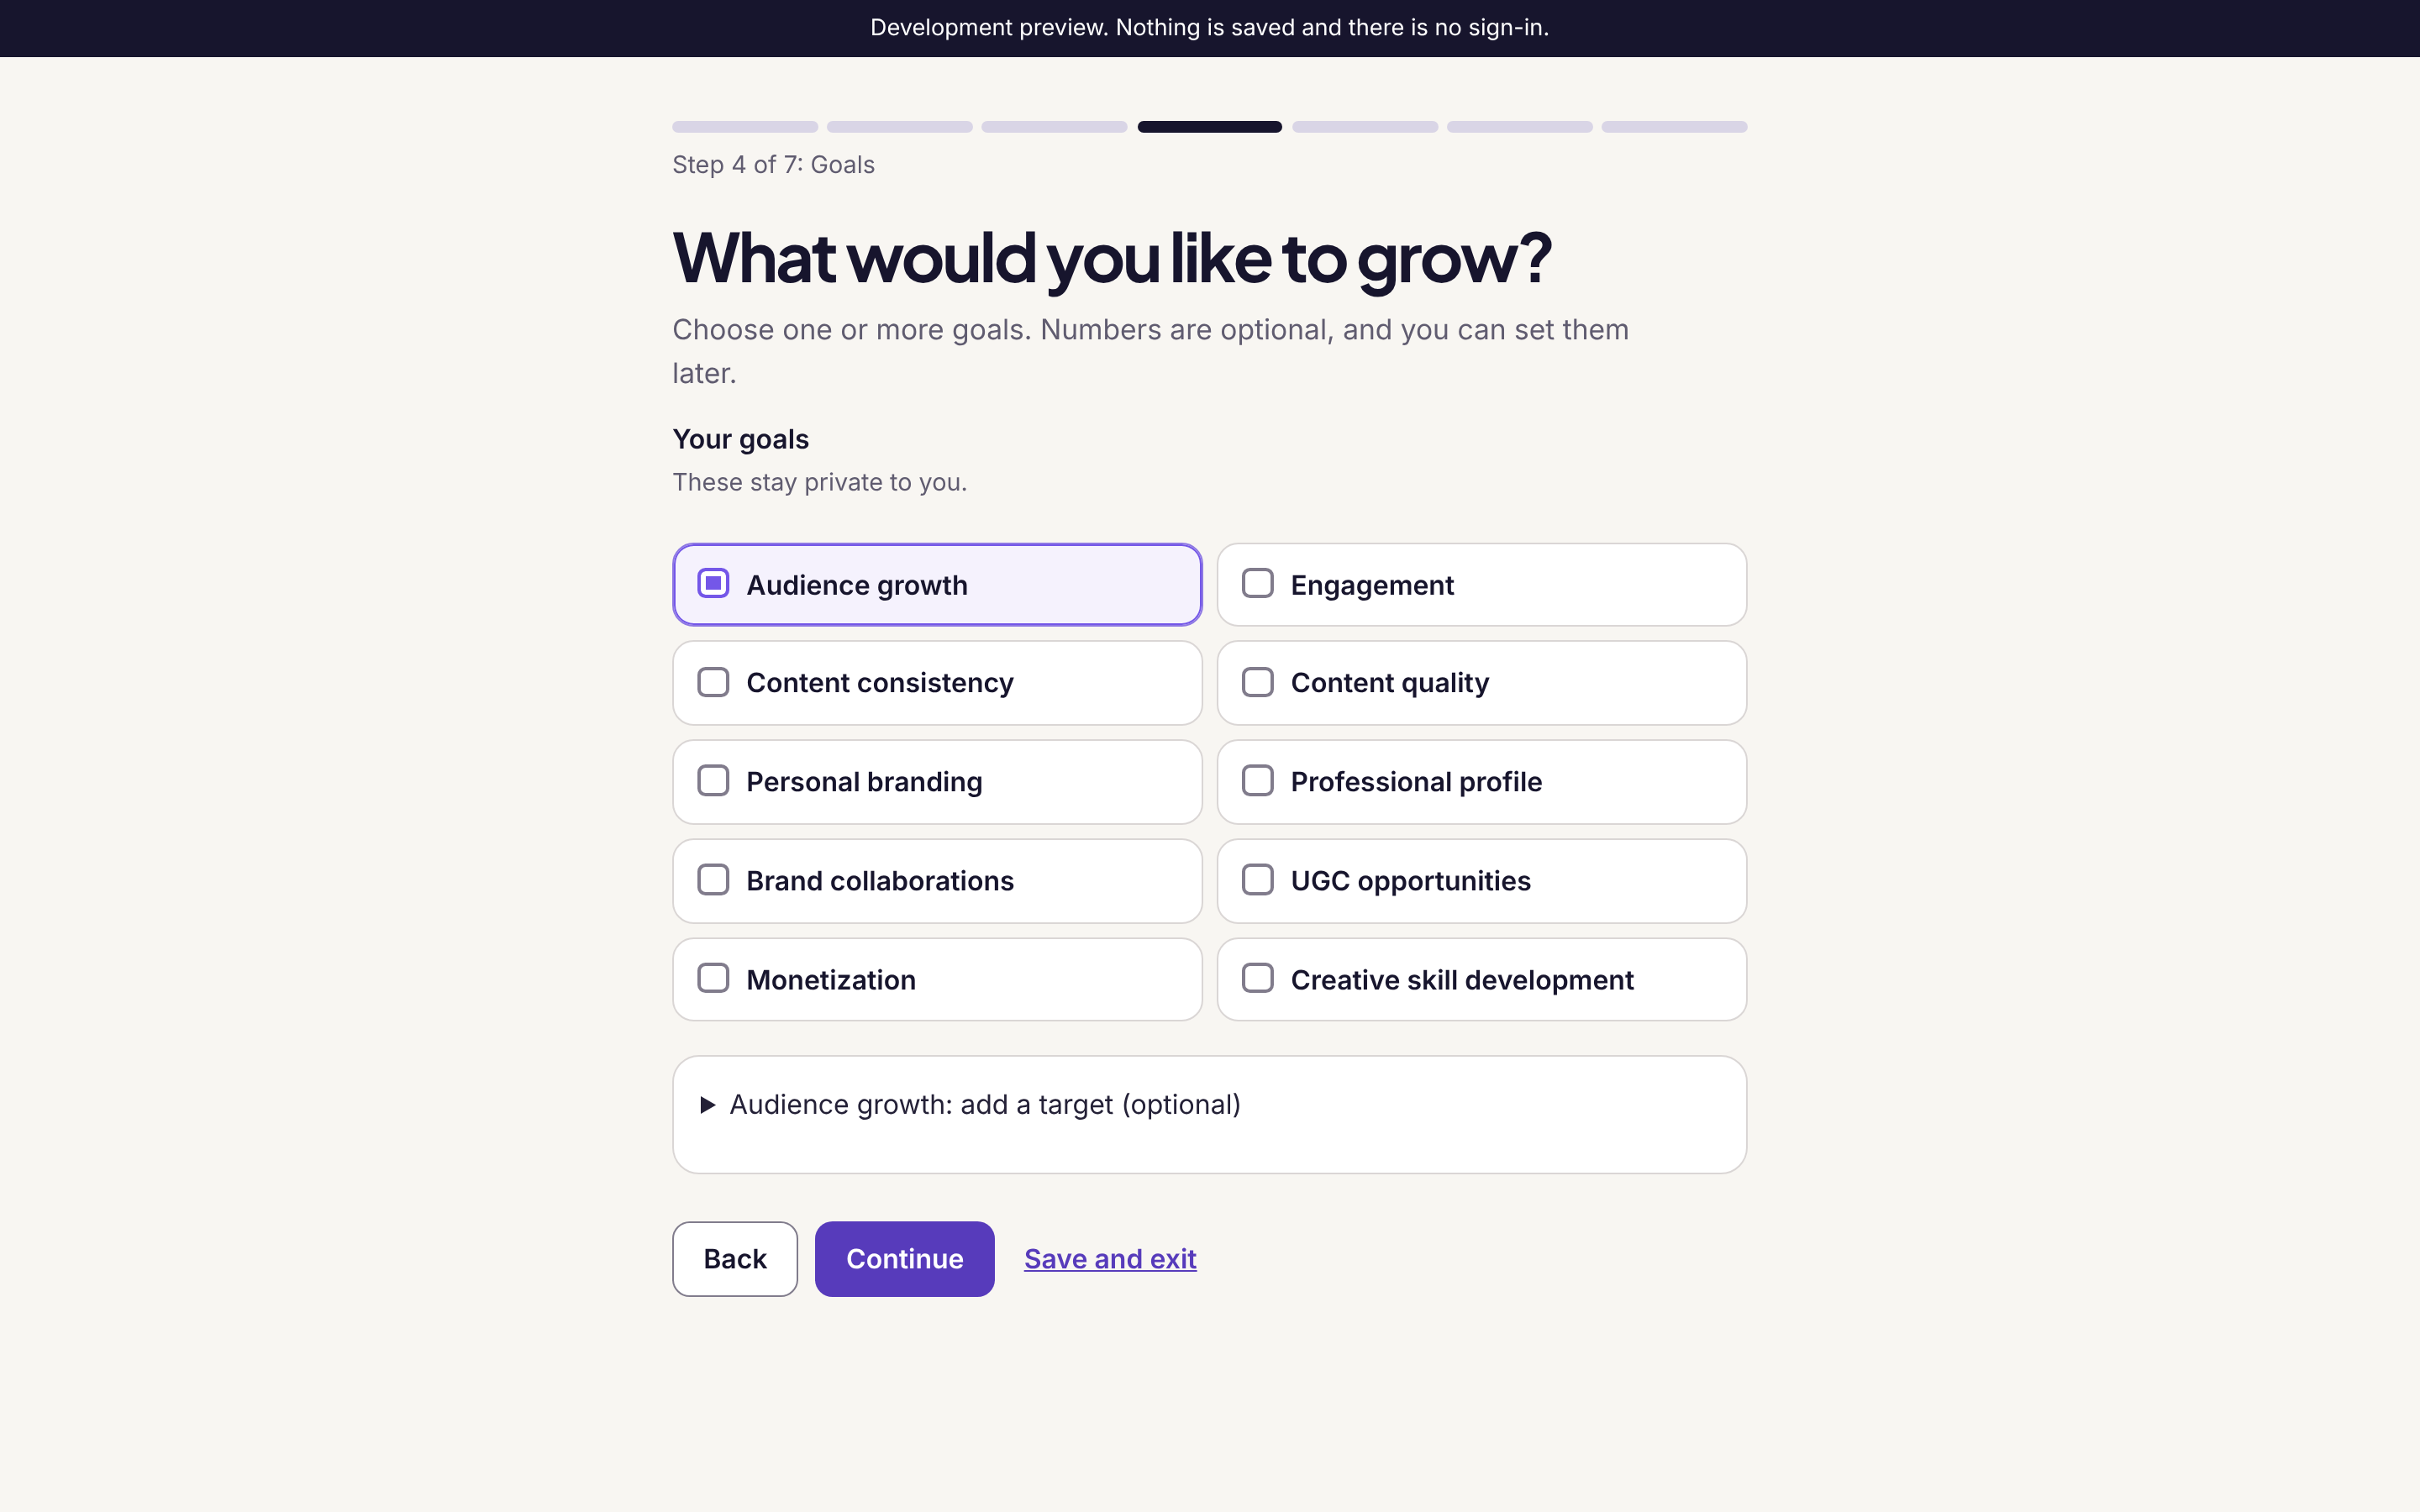 Development preview. Nothing is saved and there is no sign-in.
Step 4 of 7: Goals
What would you like to grow?
Choose one or more goals. Numbers are optional, and you can set them
later.
Your goals
These stay private to you.
Audience growth
Engagement
Content consistency
Content quality
Personal branding
Professional profile
Brand collaborations
UGC opportunities
Monetization
Creative skill development
Audience growth: add a target (optional)
Back
Continue
Save and exit